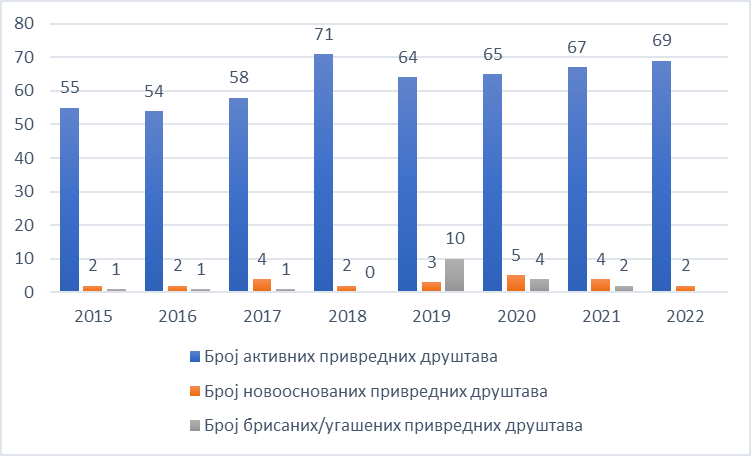 80
70
60
50
40
30
20
10
0
55 2 1
54 2 1
58 4 1
71 2 0
64 3 10
65 5 4
67 4 2
69 2
2015 2016 2017 2018 2019 2020 2021 2022
Број активних привредних друштава
Број новооснованих привредних друштава
Број брисаних/угашених привредних друштава